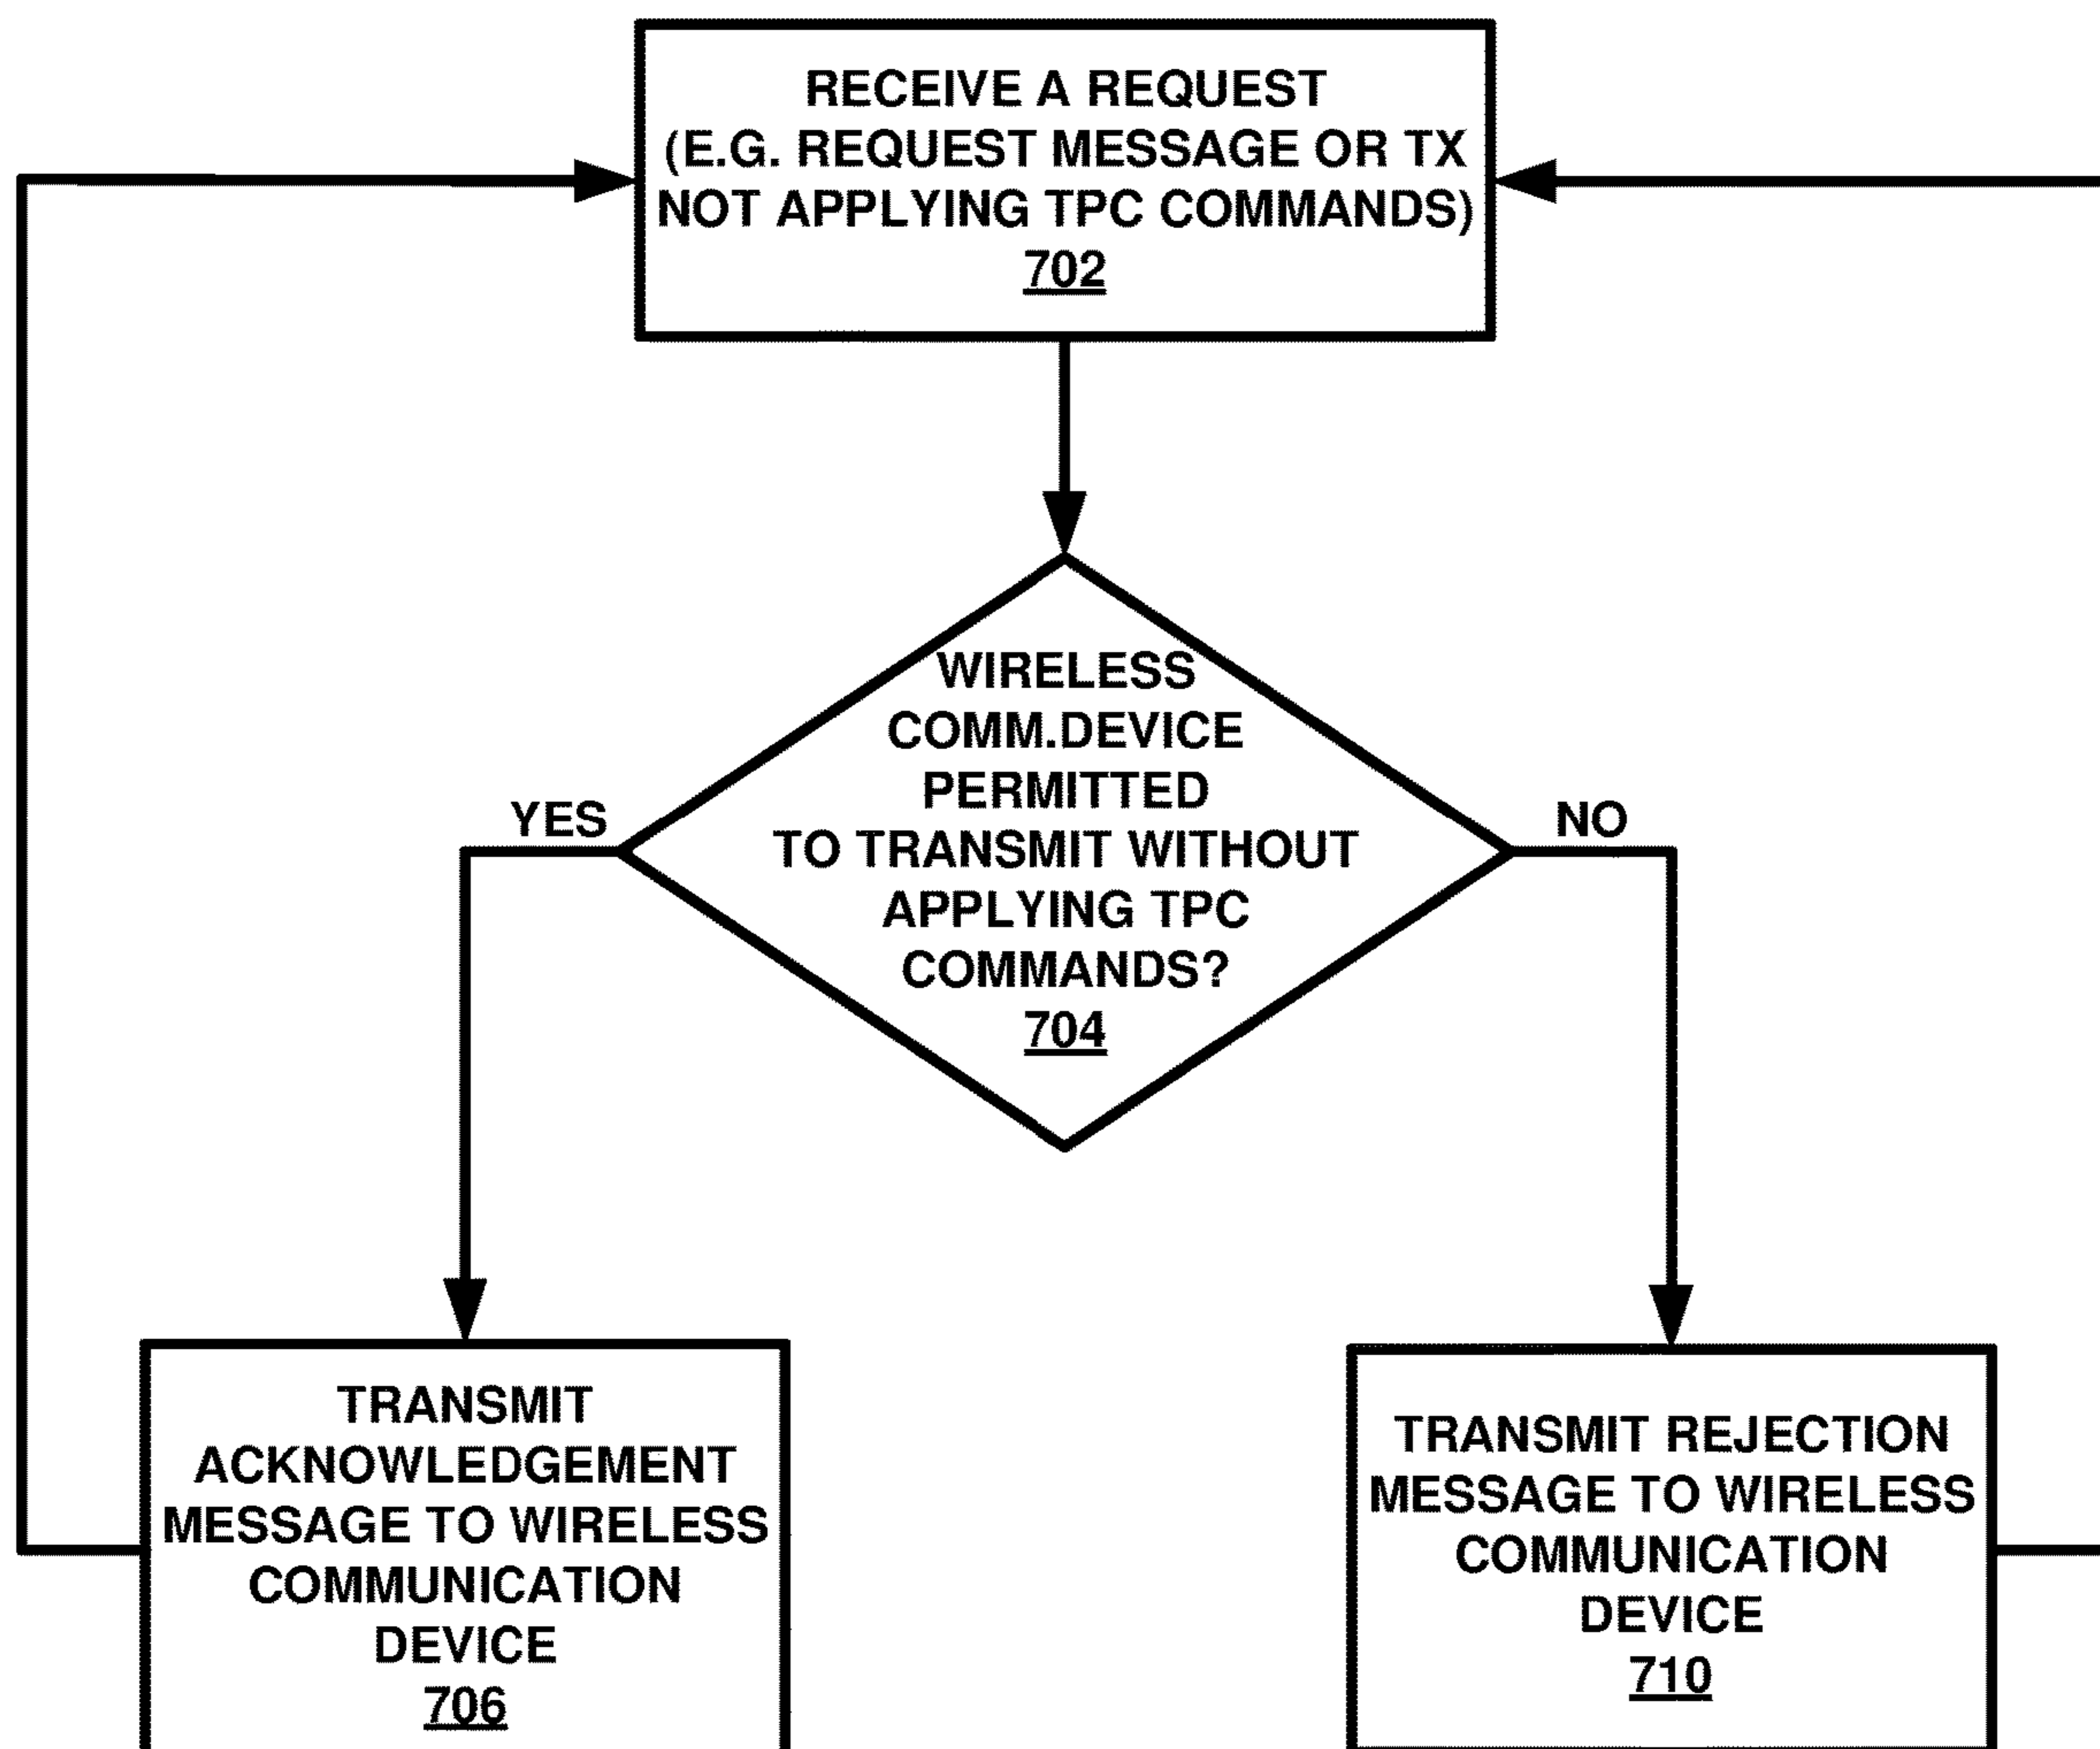 RECEIVE A REQUEST
(E.G. REQUEST MESSAGE OR TX
NOT APPLYING TPC COMMANDS)
702
WIRELESS
COMM.DEVICE
PERMITTED
TO TRANSMIT WITHOUT
APPLYING TPC
COMMANDS?
704
YES
NO
TRANSMIT
ACKNOWLEDGEMENT
MESSAGE TO WIRELESS
COMMUNICATION
DEVICE
706
TRANSMIT REJECTION
MESSAGE TO WIRELESS
COMMUNICATION
DEVICE
710